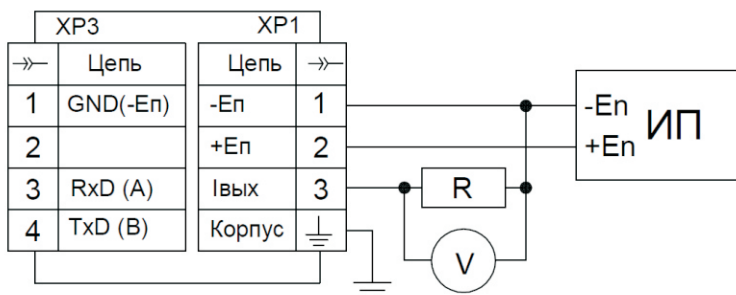 XP3 XP1
Цепь Цепь
1 GND(-Еп) -Еп 1
2 +Еп 2
3 RxD (A) Iвых 3
4 TxD (B) Корпус
-En
+En
ИП
R
V